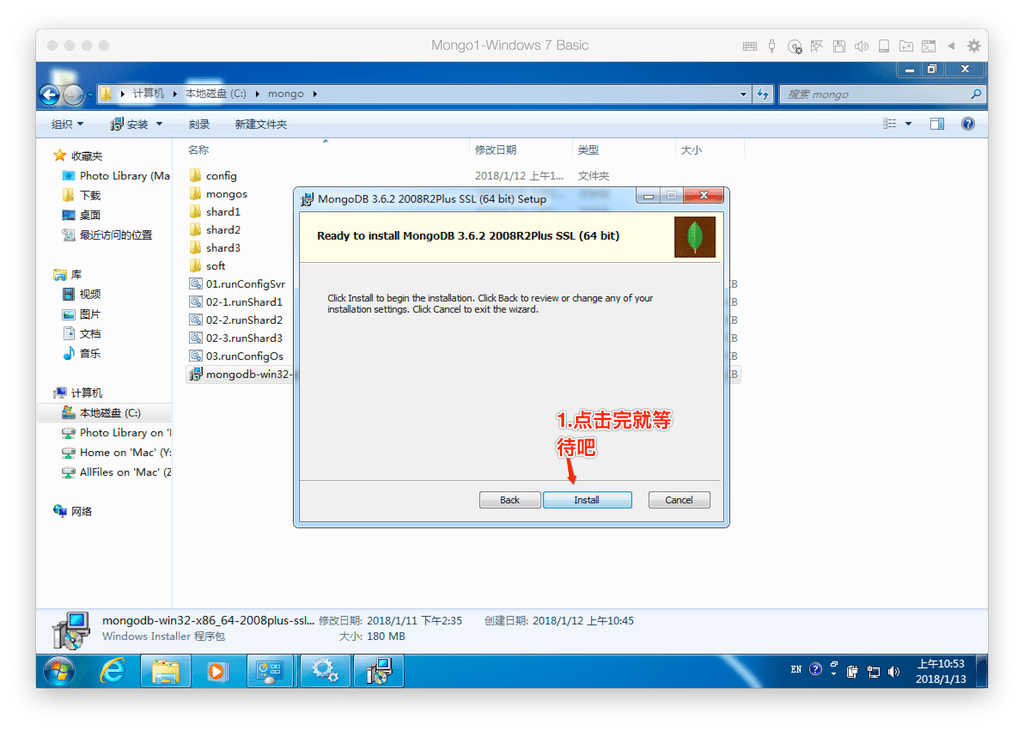 Mongo1-Windows 7 Basic
计算机 本地磁盘 (C:) mongo
搜索 mongo
组织 安装 刻录 新建文件夹
名称 修改日期 类型 大小
收藏夹
Photo Library (Ma
下载
桌面
最近访问的位置
库
视频
图片
文档
音乐
计算机
本地磁盘 (C:)
Photo Library on '
Home on 'Mac' (Y:
AllFiles on 'Mac' (Z
网络
config 2018/1/12 上午1... 文件夹
mongos
shard1
shard2
shard3
soft
01.runConfigSvr
02-1.runShard1
02-2.runShard2
02-3.runShard3
03.runConfigOs
mongodb-win32-
MongoDB 3.6.2 2008R2Plus SSL (64 bit) Setup
Ready to install MongoDB 3.6.2 2008R2Plus SSL (64 bit)
Click Install to begin the installation. Click Back to review or change any of your
installation settings. Click Cancel to exit the wizard.
1.点击完就等
待吧
Back Install Cancel
mongodb-win32-x86_64-2008plus-ssl... 修改日期: 2018/1/11 下午2:35 创建日期: 2018/1/12 上午10:45
Windows Installer 程序包 大小: 180 MB
EN
上午10:53
2018/1/13